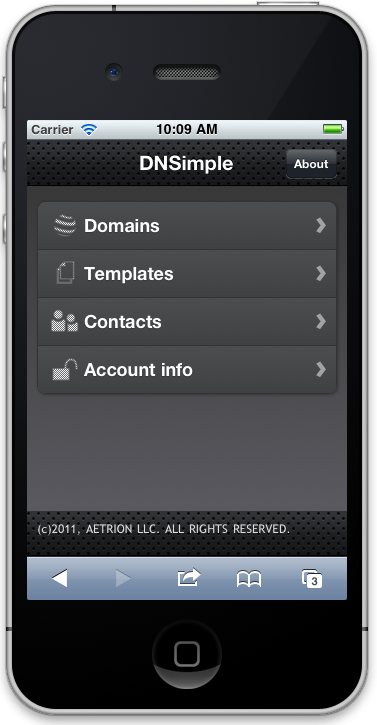 Carrier 10:09 AM
DNSimple About
Domains
Templates
Contacts
Account info
(c)2011, AETRION LLC. ALL RIGHTS RESERVED.
3